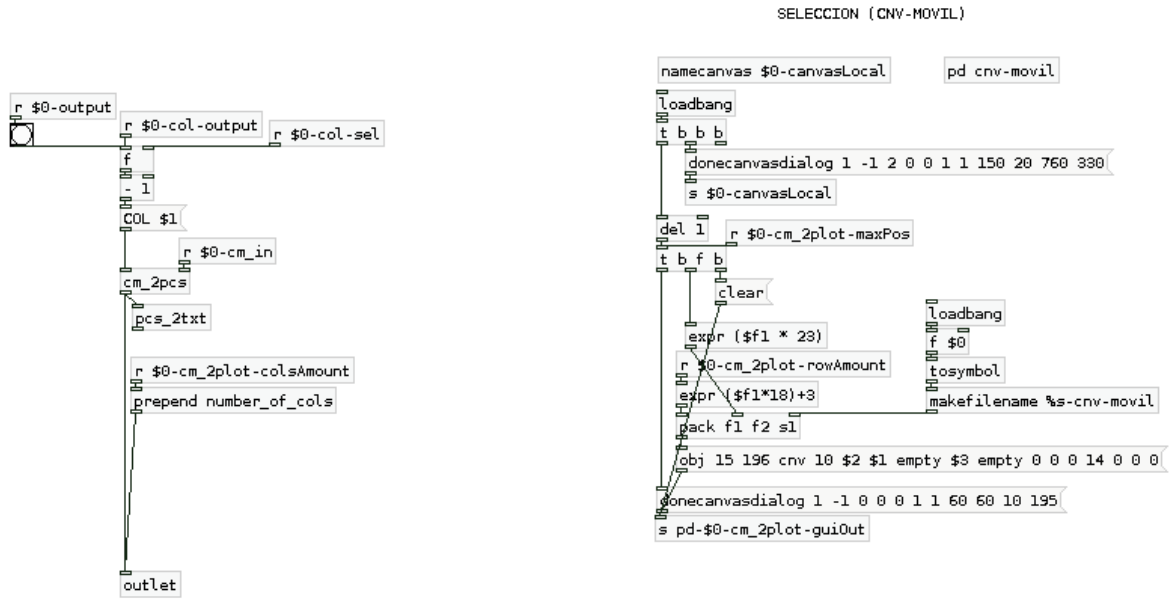 SELECCION (CNV-MOVIL)
r $0-output
r $0-col-output
r $0-col-sel
f
- 1
COL $1
r $0-cm_in
cm_2pcs
pcs_2txt
r $0-cm_2plot-colsAmount
prepend number_of_cols
outlet
namecanvas $0-canvasLocal
pd cnv-movil
loadbang
t b b b
donecanvasdialog 1 -1 2 0 0 1 1 150 20 760 330
s $0-canvasLocal
del 1
r $0-cm_2plot-maxPos
t b f b
clear
expr ($f1 * 23)
r $0-cm_2plot-rowAmount
expr ($f1*18)+3
pack f1 f2 s1
loadbang
f $0
tosymbol
makefilename %s-cnv-movil
obj 15 196 cnv 10 $2 $1 empty $3 empty 0 0 0 14 0 0 0
donecanvasdialog 1 -1 0 0 0 1 1 60 60 10 195
s pd-$0-cm_2plot-guiOut